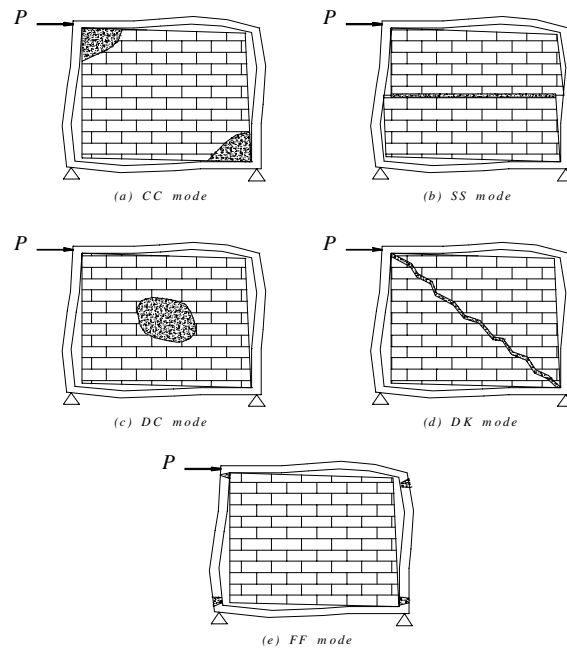 P
P
(a) CC mode
(b) SS mode
P
P
(c) DC mode
(d) DK mode
P
(e) FF mode